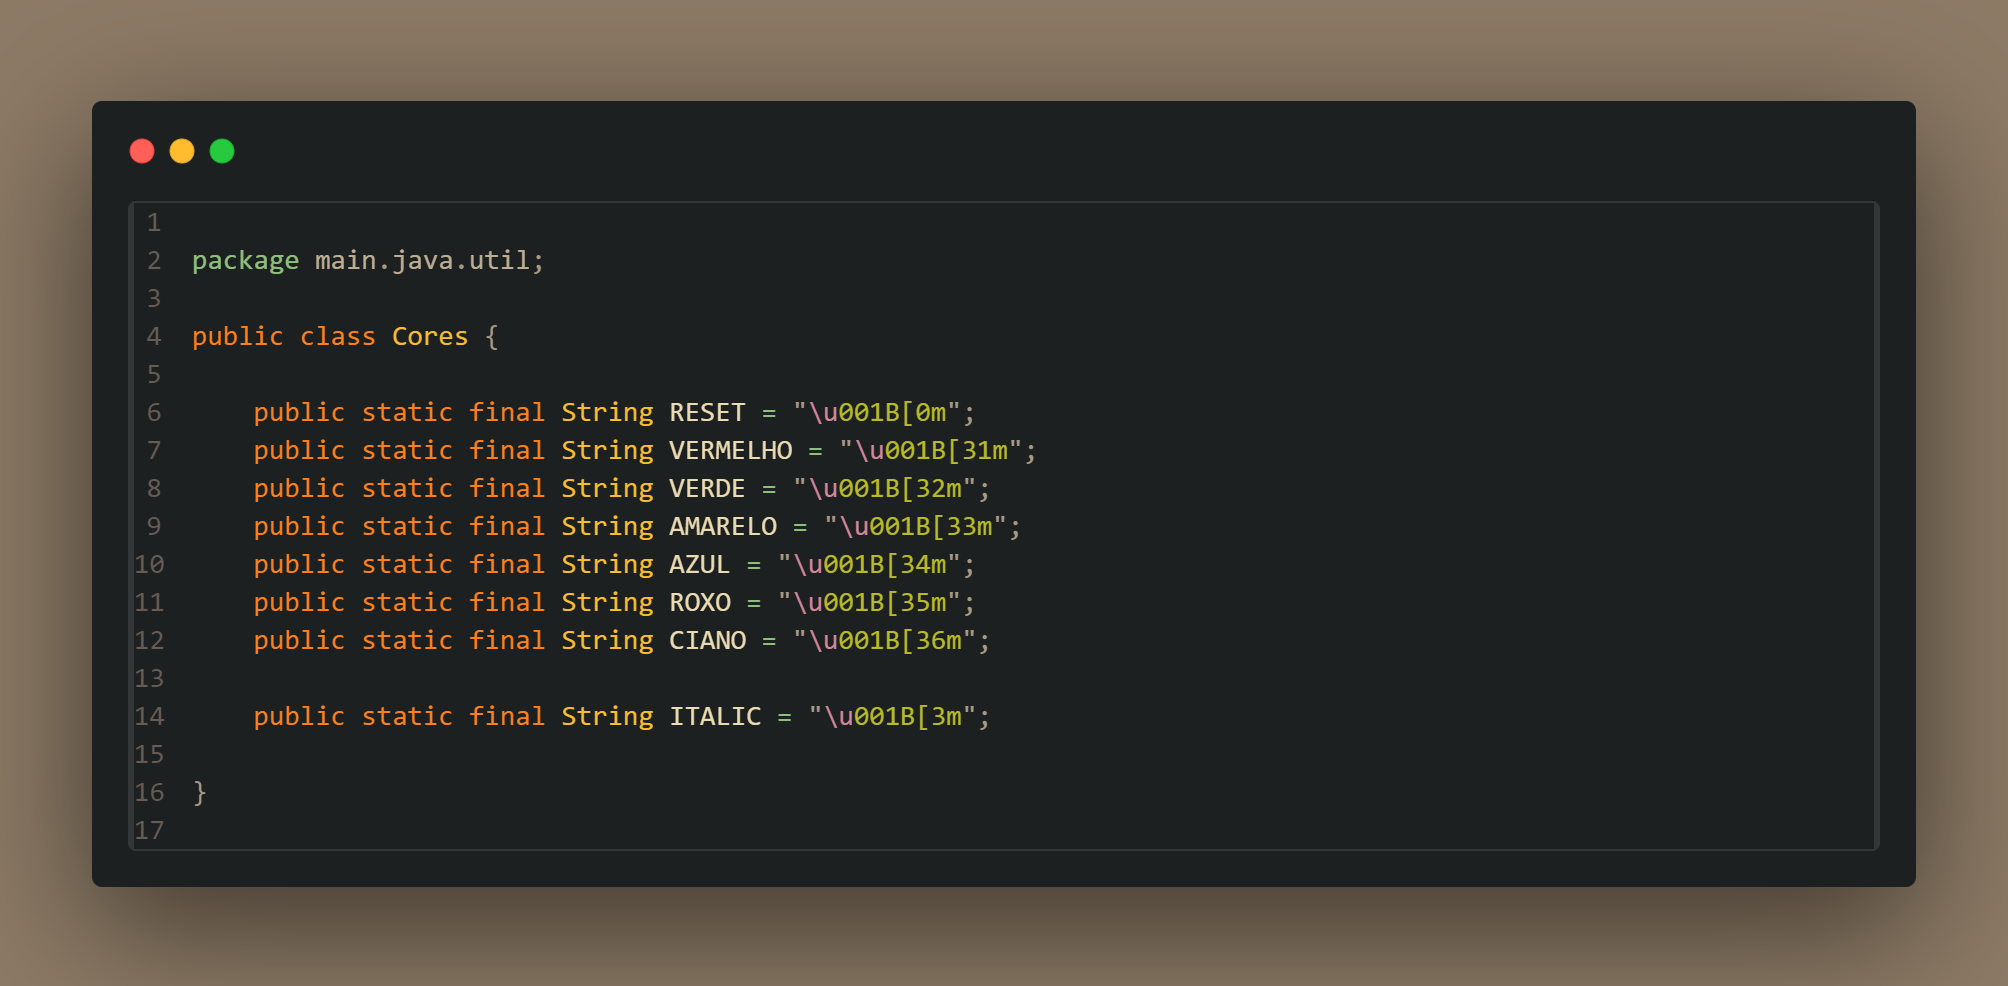 1
2 package main.java.util;
3
4 public class Cores {
5
6     public static final String RESET = "\u001B[0m";
7     public static final String VERMELHO = "\u001B[31m";
8     public static final String VERDE = "\u001B[32m";
9     public static final String AMARELO = "\u001B[33m";
10     public static final String AZUL = "\u001B[34m";
11     public static final String ROXO = "\u001B[35m";
12     public static final String CIANO = "\u001B[36m";
13
14     public static final String ITALIC = "\u001B[3m";
15
16 }
17